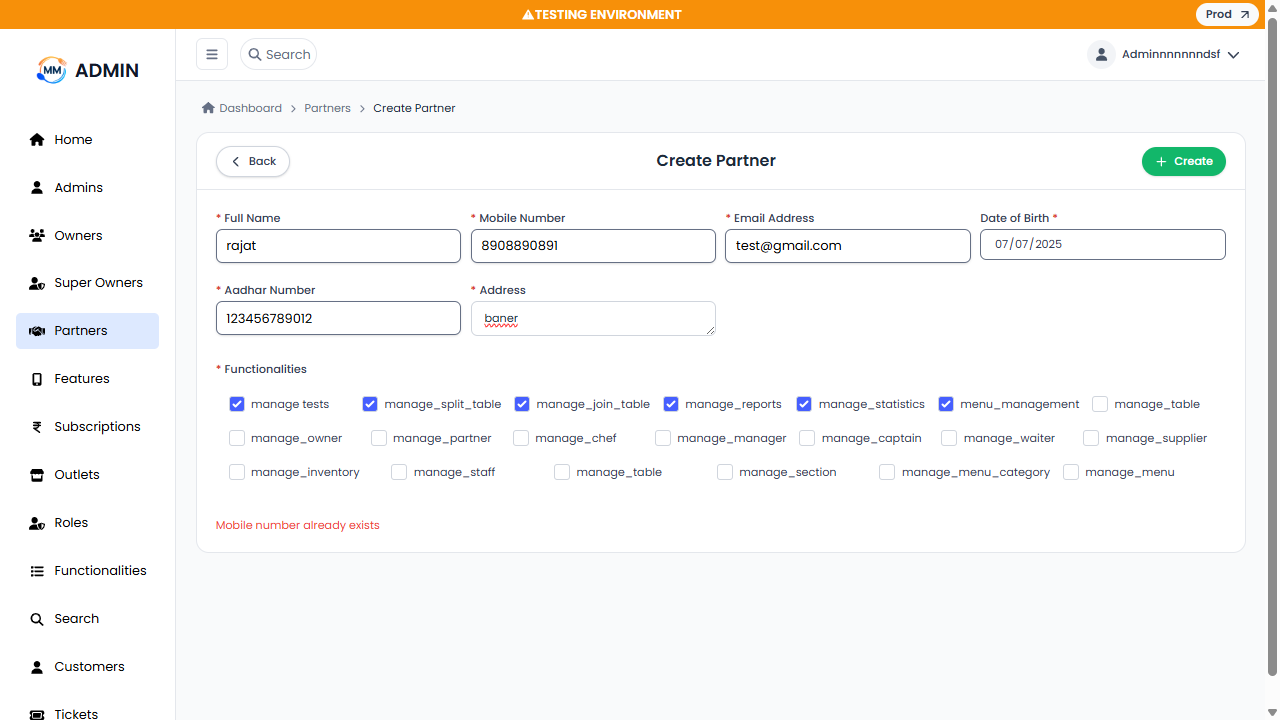 TESTING ENVIRONMENT
Prod
MM ADMIN
Search
Adminnnnnnndsf
Dashboard > Partners > Create Partner
Home
Admins
Owners
Super Owners
Partners
Features
Subscriptions
Outlets
Roles
Functionalities
Search
Customers
Tickets
Back
Create Partner
+ Create
* Full Name * Mobile Number * Email Address Date of Birth *
rajat 8908890891 test@gmail.com 07/07/2025
* Aadhar Number * Address
123456789012 baner
* Functionalities
manage tests manage_split_table manage_join_table manage_reports manage_statistics menu_management manage_table
manage_owner manage_partner manage_chef manage_manager manage_captain manage_waiter manage_supplier
manage_inventory manage_staff manage_table manage_section manage_menu_category manage_menu
Mobile number already exists